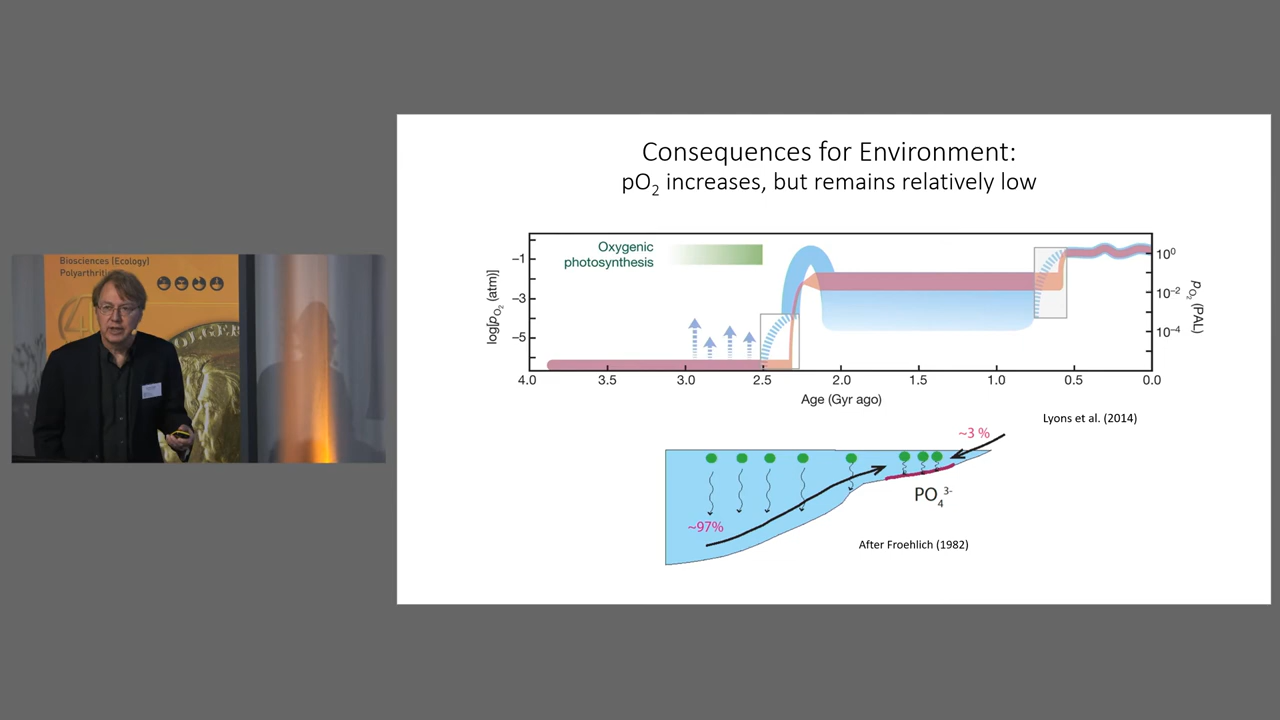 Biosciences (Ecology)
Consequences for Environment:
pO2 increases, but remains relatively low
Oxygenic
photosynthesis
log[pO2 (atm)]
−1
−3
−5
10^0
10^−2
10^−4
pO2 (PAL)
4.0 3.5 3.0 2.5 2.0 1.5 1.0 0.5 0.0
Age (Gyr ago)
Lyons et al. (2014)
~3 %
PO4 3-
~97%
After Froehlich (1982)